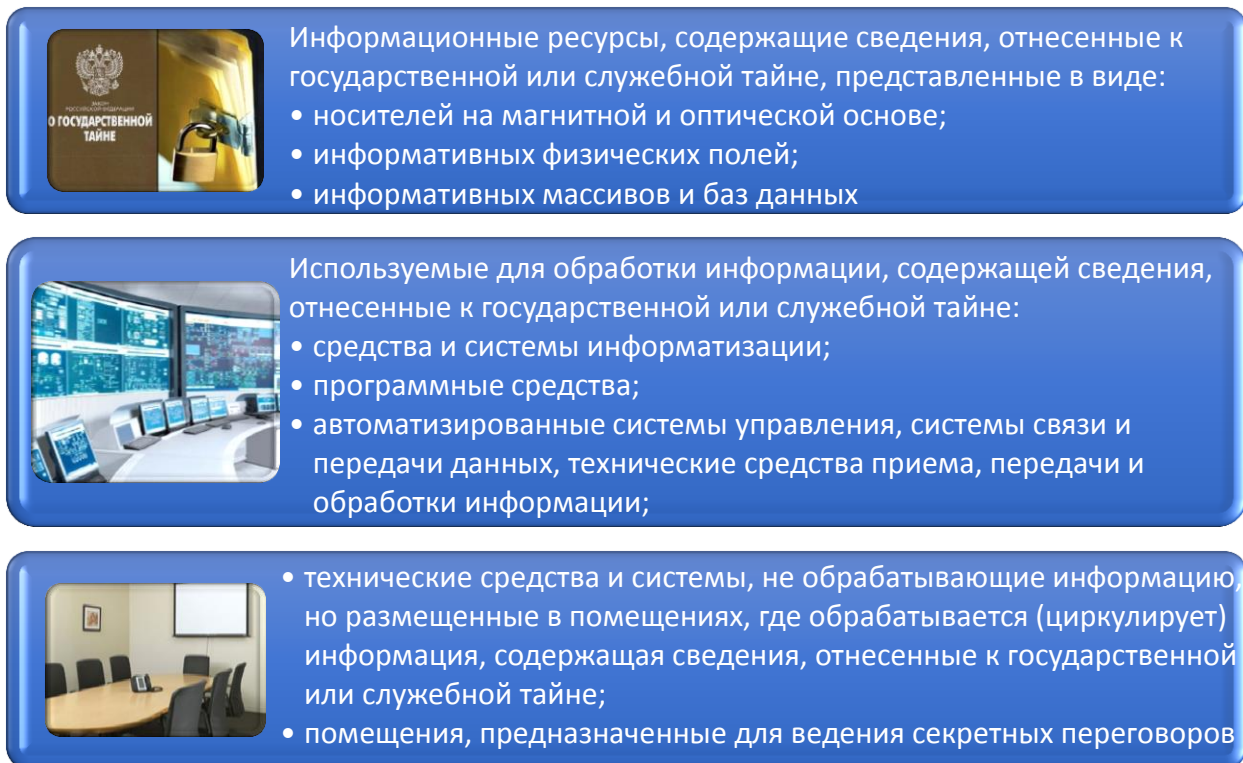 ЗАКОН
РОССИЙСКОЙ ФЕДЕРАЦИИ
О ГОСУДАРСТВЕННОЙ
ТАЙНЕ
Информационные ресурсы, содержащие сведения, отнесенные к
государственной или служебной тайне, представленные в виде:
• носителей на магнитной и оптической основе;
• информативных физических полей;
• информативных массивов и баз данных
Используемые для обработки информации, содержащей сведения,
отнесенные к государственной или служебной тайне:
• средства и системы информатизации;
• программные средства;
• автоматизированные системы управления, системы связи и
передачи данных, технические средства приема, передачи и
обработки информации;
• технические средства и системы, не обрабатывающие информацию,
но размещенные в помещениях, где обрабатывается (циркулирует)
информация, содержащая сведения, отнесенные к государственной
или служебной тайне;
• помещения, предназначенные для ведения секретных переговоров